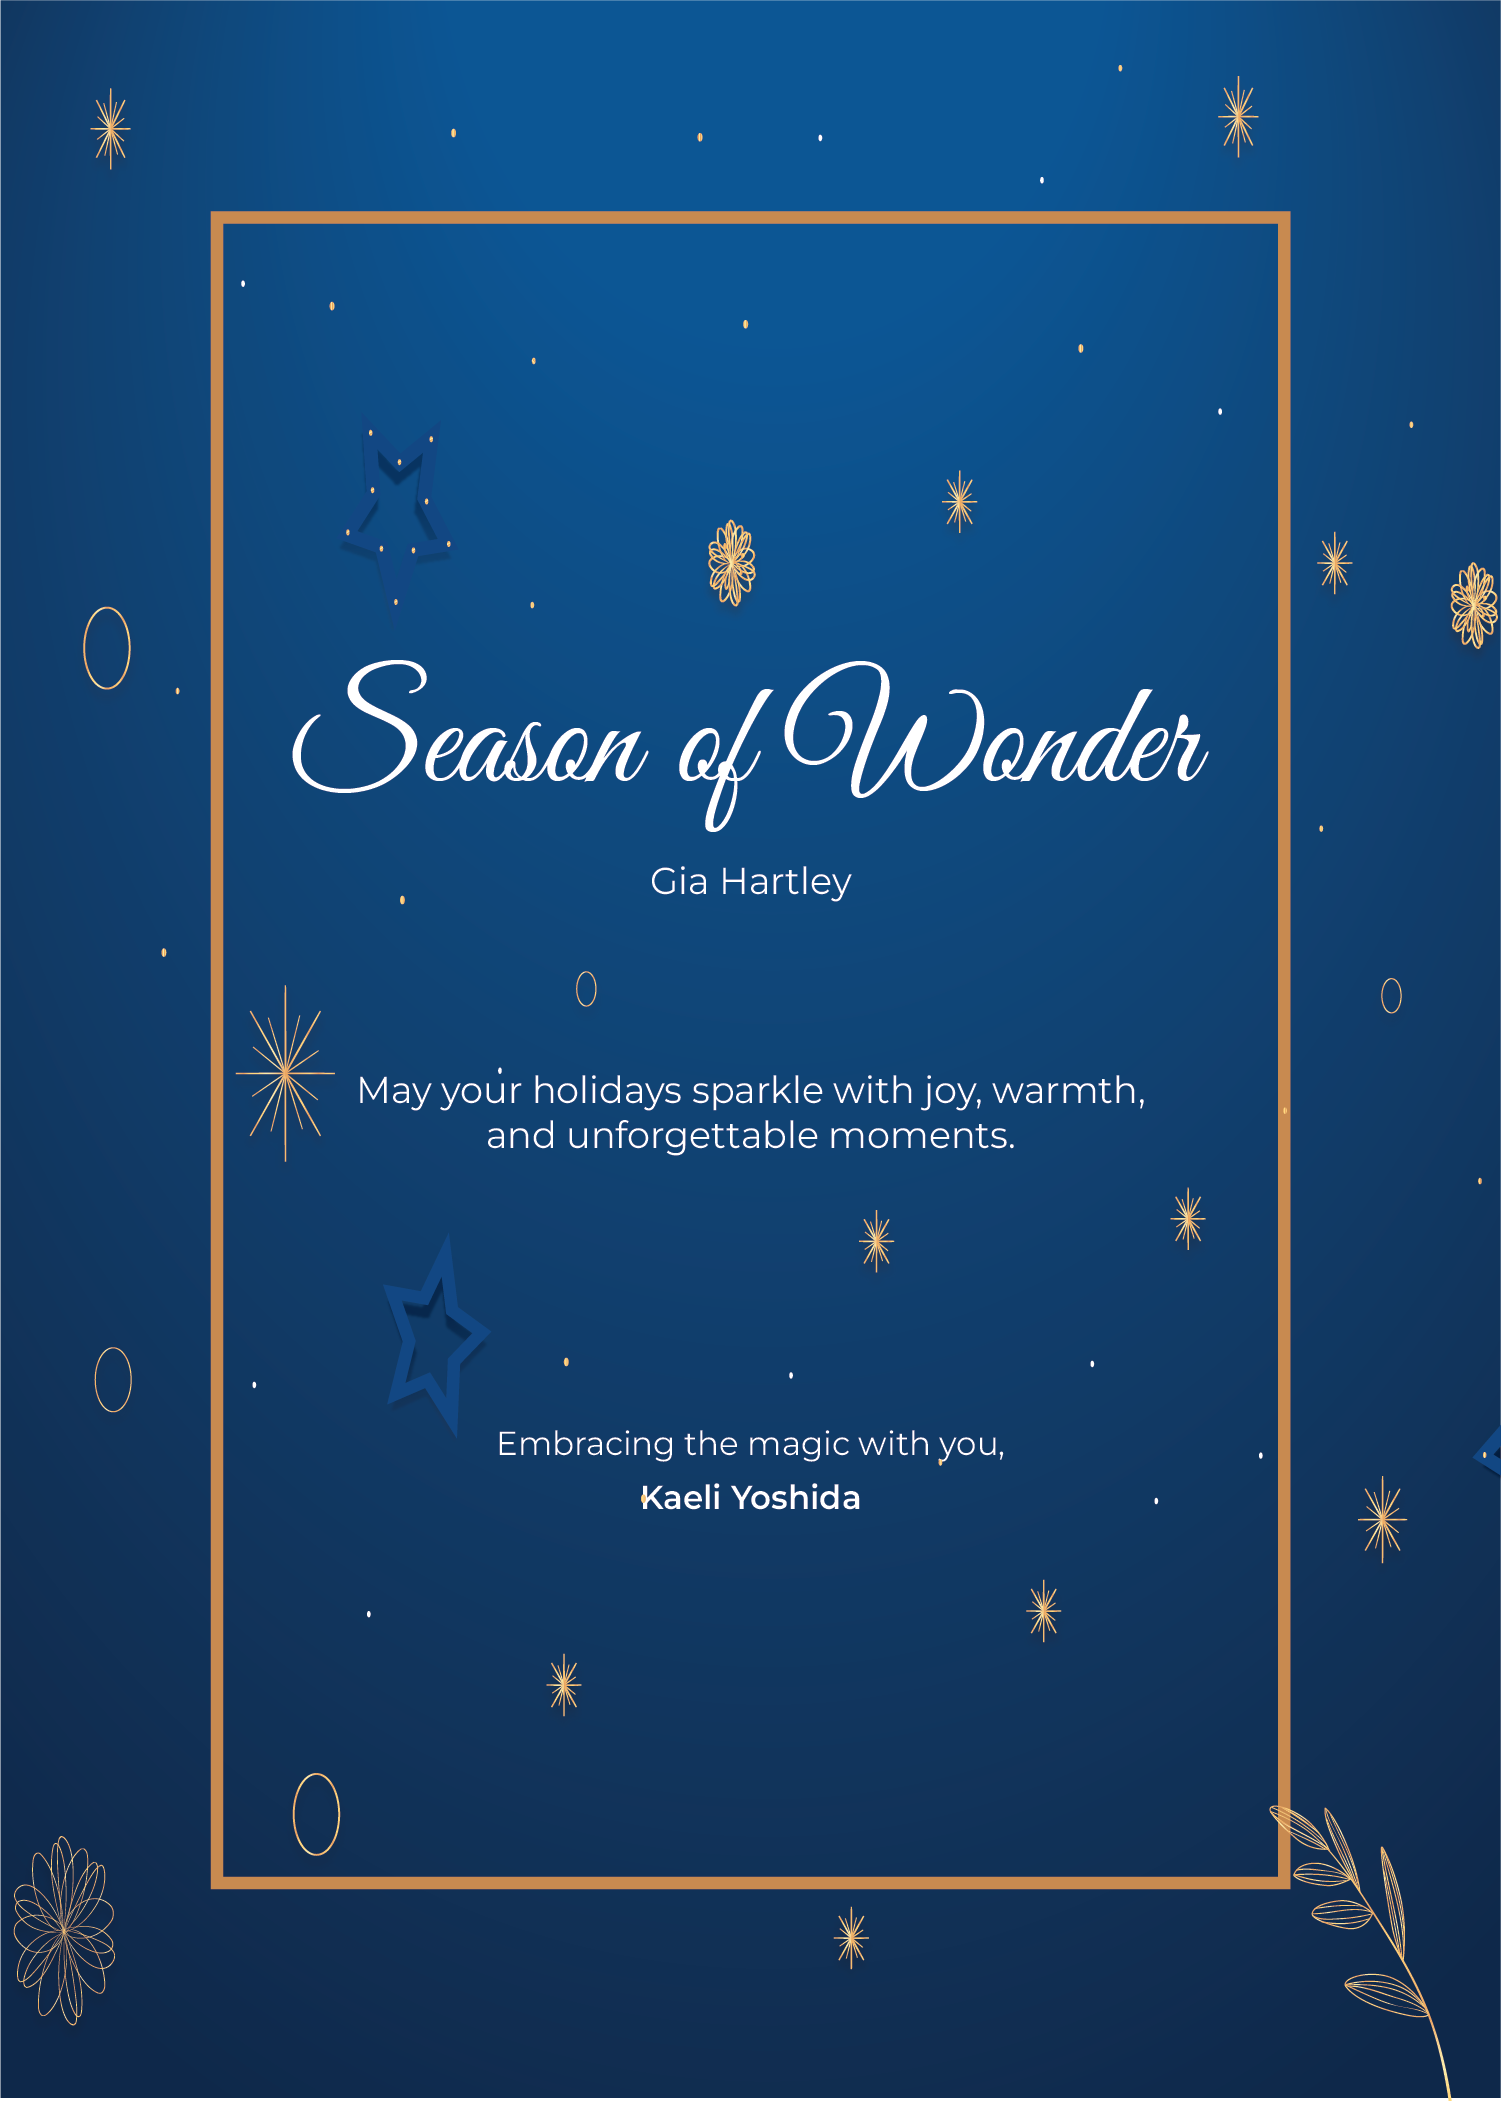 Season of Wonder
Gia Hartley
May your holidays sparkle with joy, warmth,
and unforgettable moments.
Embracing the magic with you,
Kaeli Yoshida